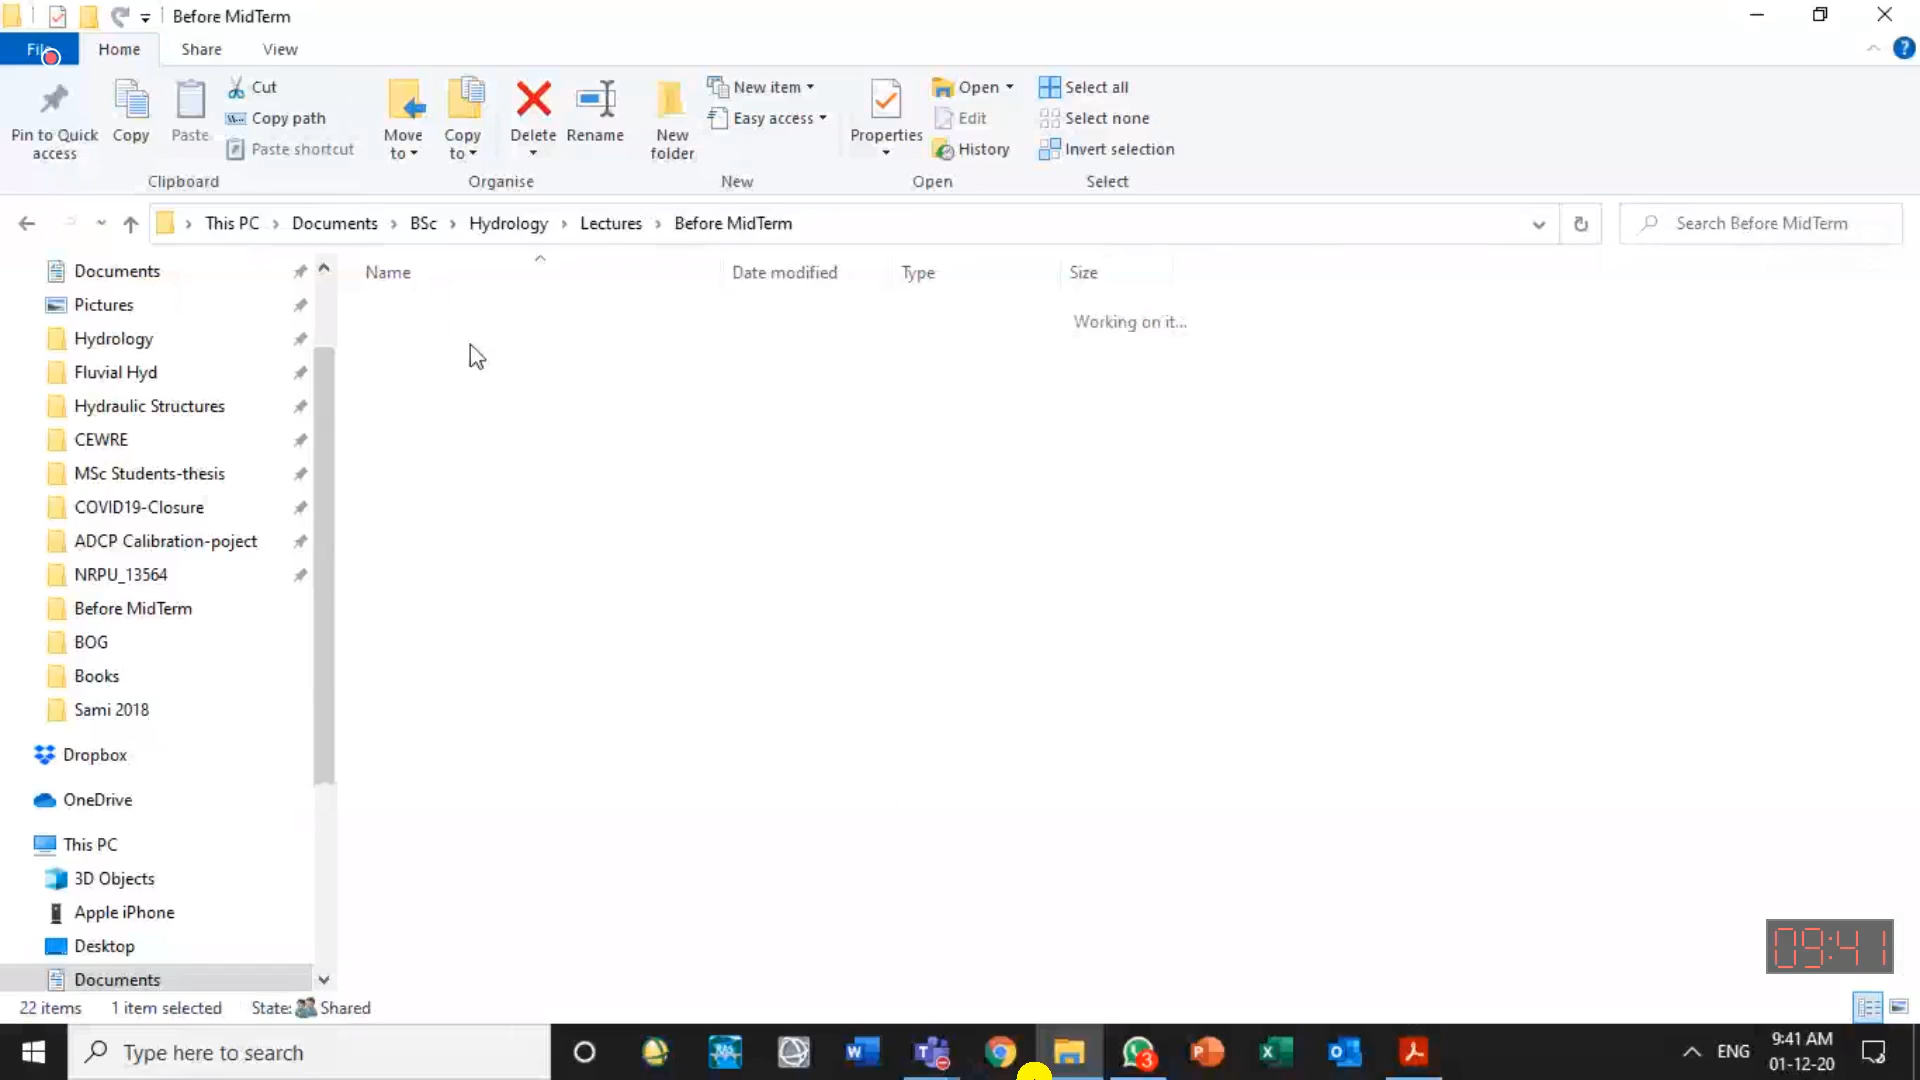 Before MidTerm
File Home Share View
Pin to Quick access
Copy
Paste
Cut
Copy path
Paste shortcut
Clipboard
Move to
Copy to
Delete
Rename
Organise
New folder
New item
Easy access
New
Properties
Open
Edit
History
Open
Select all
Select none
Invert selection
Select
This PC › Documents › BSc › Hydrology › Lectures › Before MidTerm
Search Before MidTerm
Name Date modified Type Size
Working on it...
Documents
Pictures
Hydrology
Fluvial Hyd
Hydraulic Structures
CEWRE
MSc Students-thesis
COVID19-Closure
ADCP Calibration-poject
NRPU_13564
Before MidTerm
BOG
Books
Sami 2018
Dropbox
OneDrive
This PC
3D Objects
Apple iPhone
Desktop
Documents
09:41
22 items 1 item selected State: Shared
Type here to search
3
ENG
9:41 AM
01-12-20